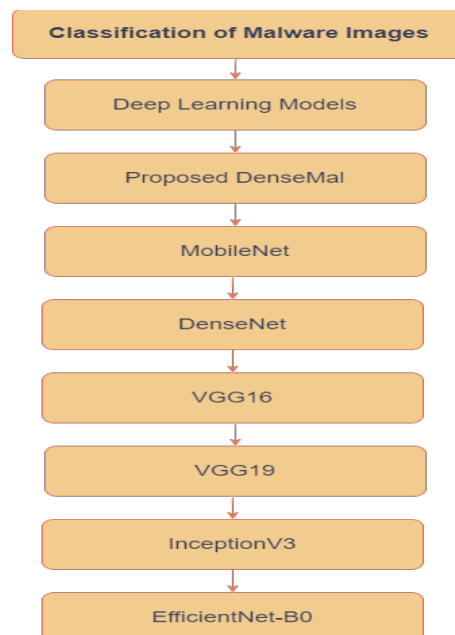 Classification of Malware Images
Deep Learning Models
Proposed DenseMal
MobileNet
DenseNet
VGG16
VGG19
InceptionV3
EfficientNet-B0